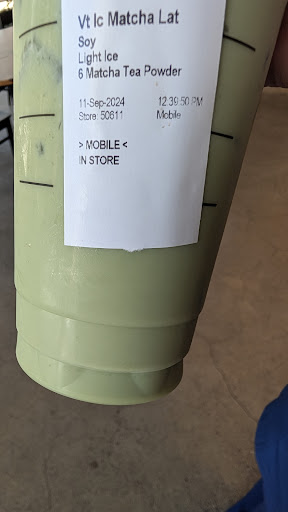 Vt Ic Matcha Lat
Soy
Light Ice
6 Matcha Tea Powder
11-Sep-2024 12:39:50 PM
Store: 50611 Mobile
> MOBILE <
IN STORE